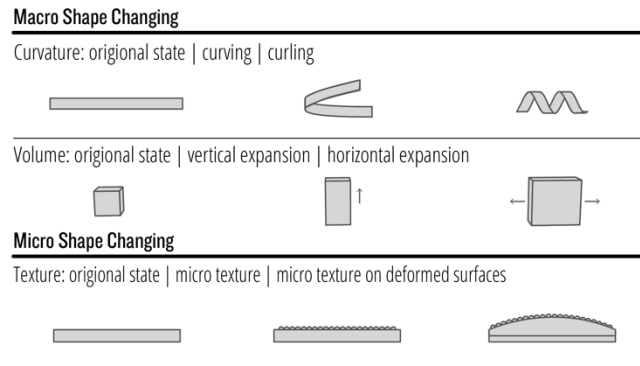 Macro Shape Changing
Curvature: origional state | curving | curling
Volume: origional state | vertical expansion | horizontal expansion
Micro Shape Changing
Texture: origional state | micro texture | micro texture on deformed surfaces